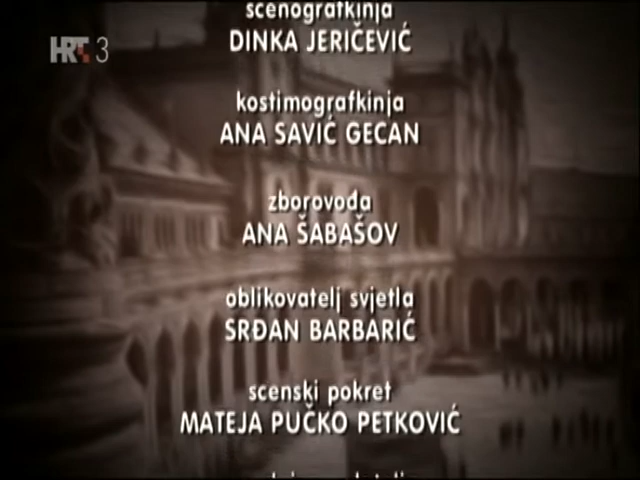 HRT 3
scenografkinja
DINKA JERIČEVIĆ
kostimografkinja
ANA SAVIĆ GECAN
zborovođa
ANA ŠABAŠOV
oblikovatelj svjetla
SRĐAN BARBARIĆ
scenski pokret
MATEJA PUČKO PETKOVIĆ